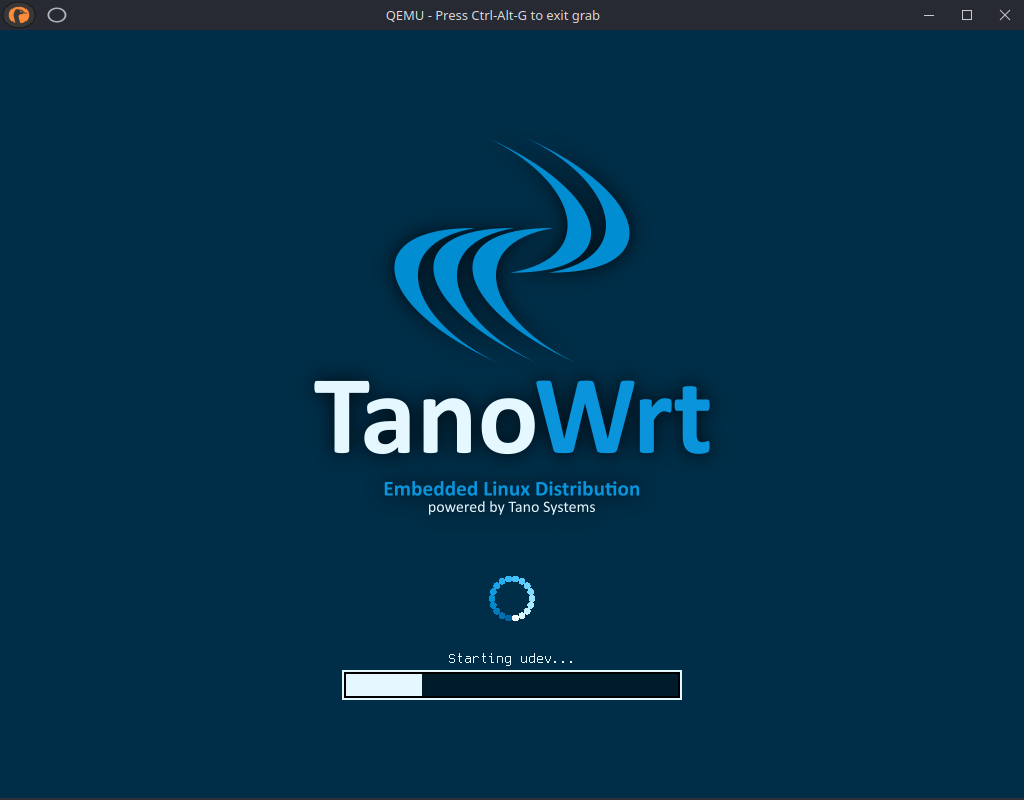 QEMU - Press Ctrl-Alt-G to exit grab
TanoWrt
Embedded Linux Distribution
powered by Tano Systems
Starting udev...